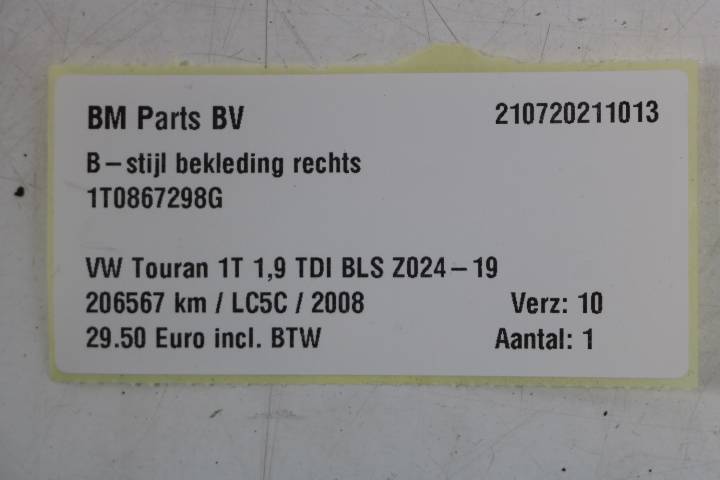 BM Parts BV 210720211013
B-stijl bekleding rechts
1T0867298G
VW Touran 1T 1,9 TDI BLS Z024-19
206567 km / LC5C / 2008 Verz: 10
29.50 Euro incl. BTW Aantal: 1